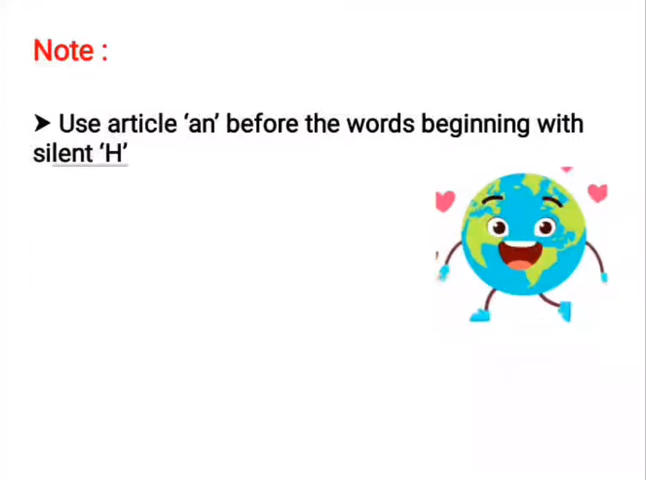 Note :
➤ Use article ‘an’ before the words beginning with
silent ‘H’